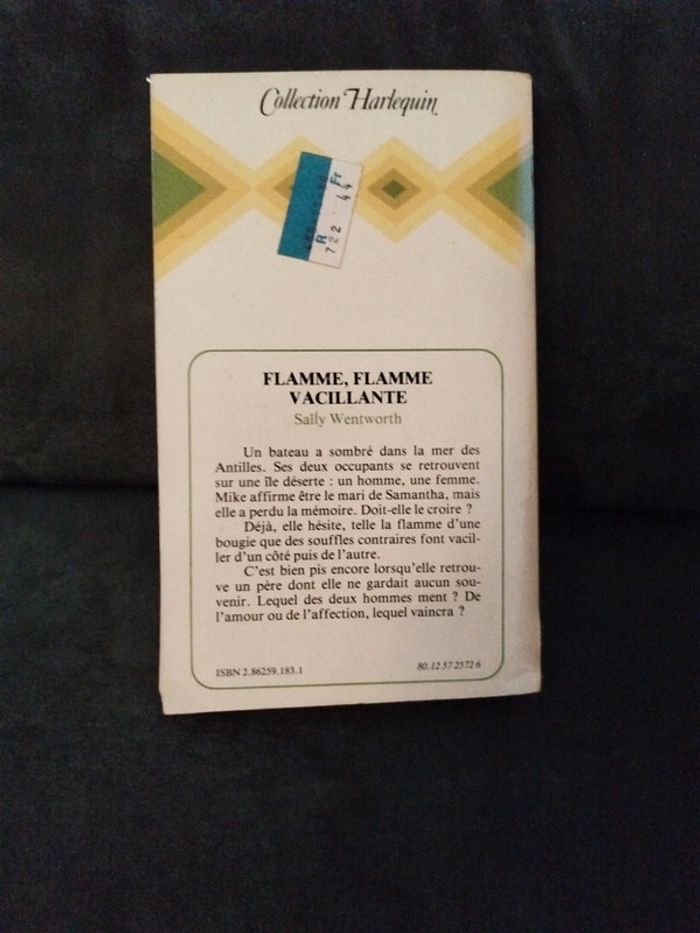 Collection Harlequin
Fr
44
R
722
FLAMME, FLAMME
VACILLANTE
Sally Wentworth
Un bateau a sombré dans la mer des
Antilles. Ses deux occupants se retrouvent
sur une île déserte : un homme, une femme.
Mike affirme être le mari de Samantha, mais
elle a perdu la mémoire. Doit-elle le croire ?
Déjà, elle hésite, telle la flamme d'une
bougie que des souffles contraires font vacil-
ler d'un côté puis de l'autre.
C'est bien pis encore lorsqu'elle retrou-
ve un père dont elle ne gardait aucun sou-
venir. Lequel des deux hommes ment ? De
l'amour ou de l'affection, lequel vaincra ?
ISBN 2.86259.183.1
80.12 57 2572 6